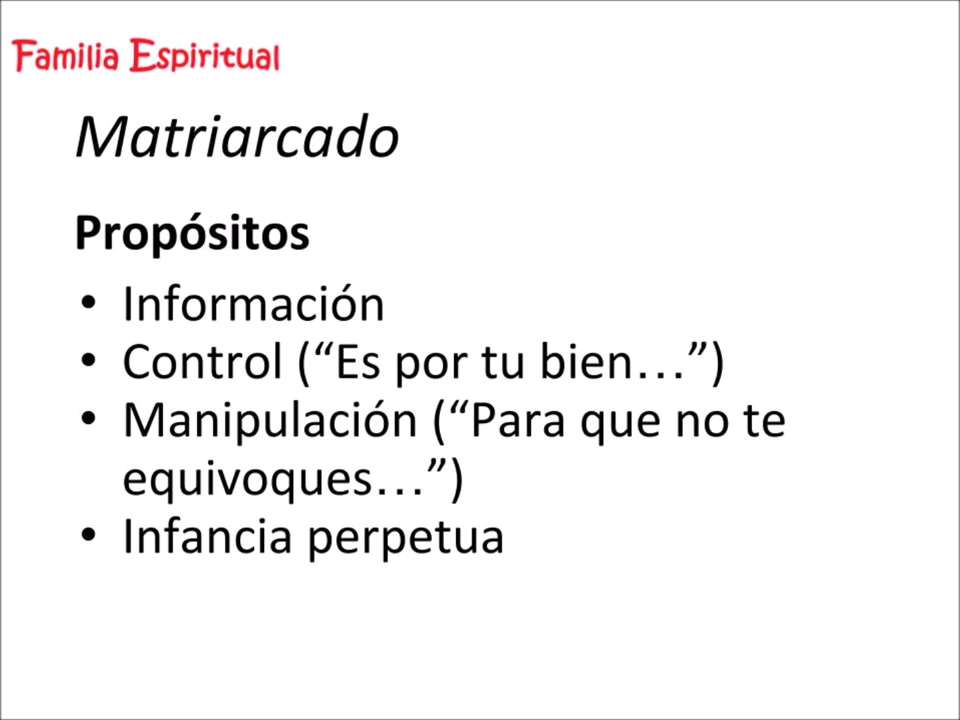 Familia Espiritual
Matriarcado
Propósitos
• Información
• Control (“Es por tu bien…”)
• Manipulación (“Para que no te
equivoques…”)
• Infancia perpetua